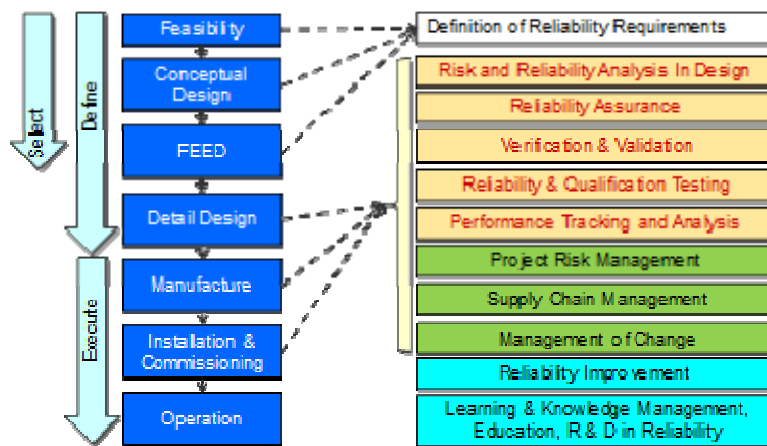 Select
Define
Execute
Feasibility
Conceptual
Design
FEED
Detail Design
Manufacture
Installation &
Commissioning
Operation
Definition of Reliability Requirements
Risk and Reliability Analysis In Design
Reliability Assurance
Verification & Validation
Reliability & Qualification Testing
Performance Tracking and Analysis
Project Risk Management
Supply Chain Management
Management of Change
Reliability Improvement
Learning & Knowledge Management,
Education, R & D in Reliability